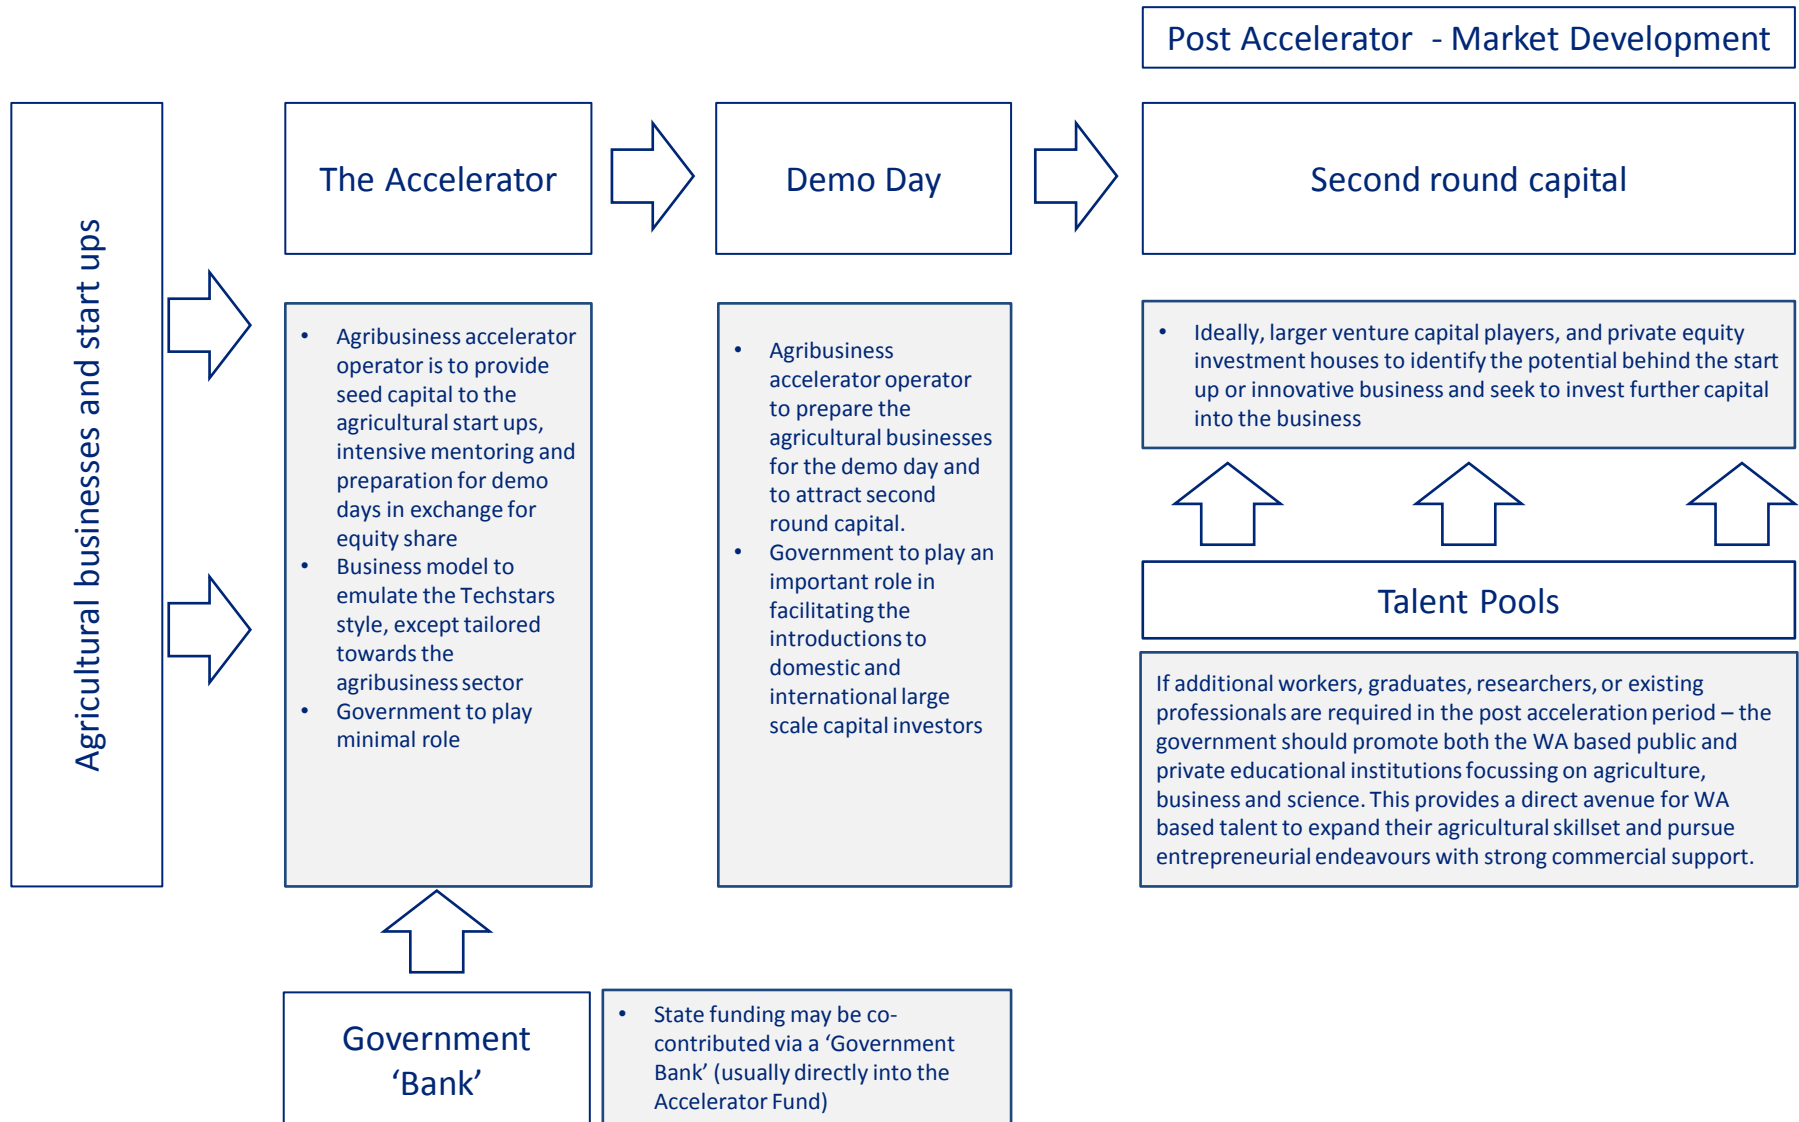 Post Accelerator  - Market Development
Agricultural businesses and start ups
The Accelerator
Demo Day
Second round capital
• Agribusiness accelerator
operator is to provide
seed capital to the
agricultural start ups,
intensive mentoring and
preparation for demo
days in exchange for
equity share
• Business model to
emulate the Techstars
style, except tailored
towards the
agribusiness sector
• Government to play
minimal role
• Agribusiness
accelerator operator
to prepare the
agricultural businesses
for the demo day and
to attract second
round capital.
• Government to play an
important role in
facilitating the
introductions to
domestic and
international large
scale capital investors
• Ideally, larger venture capital players, and private equity
investment houses to identify the potential behind the start
up or innovative business and seek to invest further capital
into the business
Talent Pools
If additional workers, graduates, researchers, or existing
professionals are required in the post acceleration period – the
government should promote both the WA based public and
private educational institutions focussing on agriculture,
business and science. This provides a direct avenue for WA
based talent to expand their agricultural skillset and pursue
entrepreneurial endeavours with strong commercial support.
Government
‘Bank’
• State funding may be co-
contributed via a ‘Government
Bank’ (usually directly into the
Accelerator Fund)